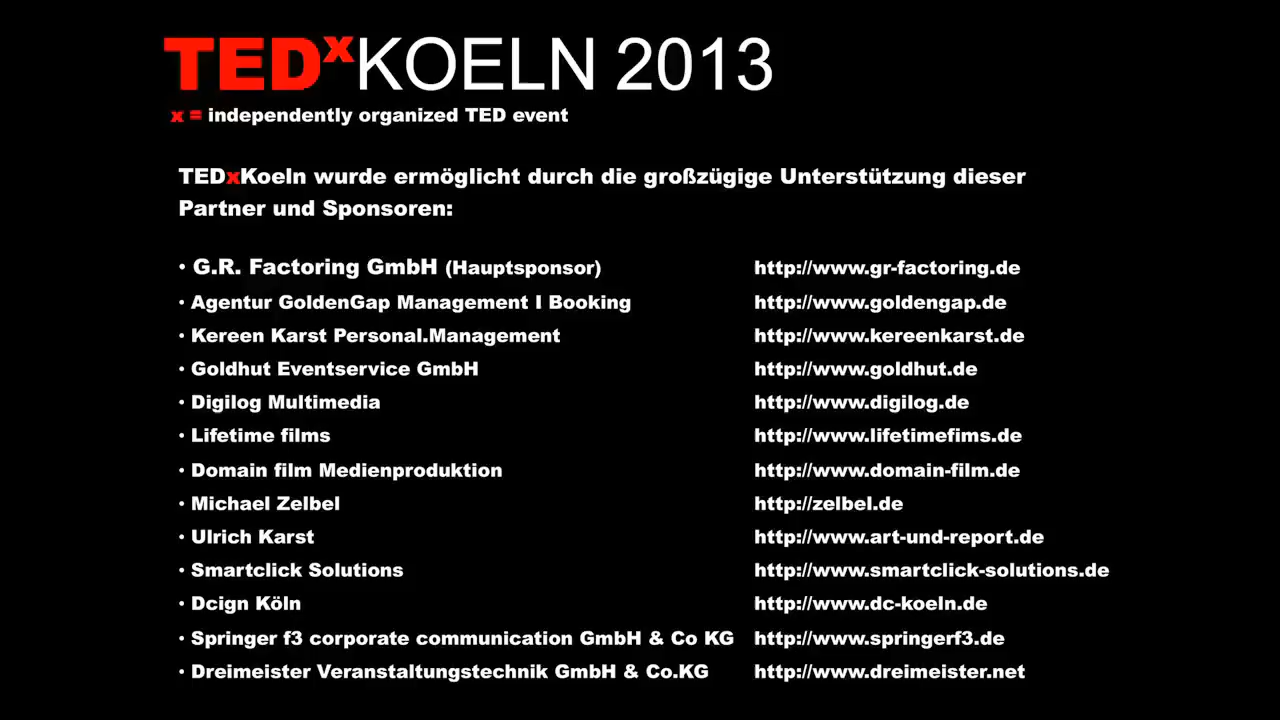 TEDxKOELN 2013
x = independently organized TED event
TEDxKoeln wurde ermöglicht durch die großzügige Unterstützung dieser
Partner und Sponsoren:
• G.R. Factoring GmbH (Hauptsponsor) http://www.gr-factoring.de
• Agentur GoldenGap Management I Booking http://www.goldengap.de
• Kereen Karst Personal.Management http://www.kereenkarst.de
• Goldhut Eventservice GmbH http://www.goldhut.de
• Digilog Multimedia http://www.digilog.de
• Lifetime films http://www.lifetimefims.de
• Domain film Medienproduktion http://www.domain-film.de
• Michael Zelbel http://zelbel.de
• Ulrich Karst http://www.art-und-report.de
• Smartclick Solutions http://www.smartclick-solutions.de
• Dcign Köln http://www.dc-koeln.de
• Springer f3 corporate communication GmbH & Co KG http://www.springerf3.de
• Dreimeister Veranstaltungstechnik GmbH & Co.KG http://www.dreimeister.net